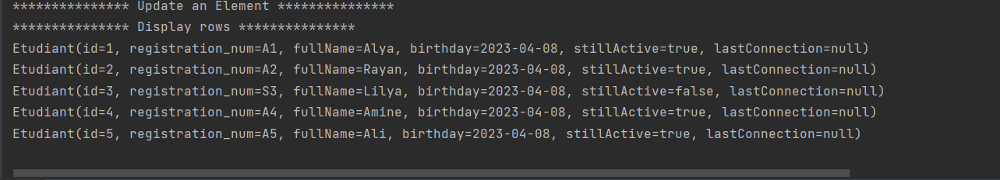 *************** Update an Element ***************
*************** Display rows ***************
Etudiant(id=1, registration_num=A1, fullName=Alya, birthday=2023-04-08, stillActive=true, lastConnection=null)
Etudiant(id=2, registration_num=A2, fullName=Rayan, birthday=2023-04-08, stillActive=true, lastConnection=null)
Etudiant(id=3, registration_num=S3, fullName=Lilya, birthday=2023-04-08, stillActive=false, lastConnection=null)
Etudiant(id=4, registration_num=A4, fullName=Amine, birthday=2023-04-08, stillActive=true, lastConnection=null)
Etudiant(id=5, registration_num=A5, fullName=Ali, birthday=2023-04-08, stillActive=true, lastConnection=null)